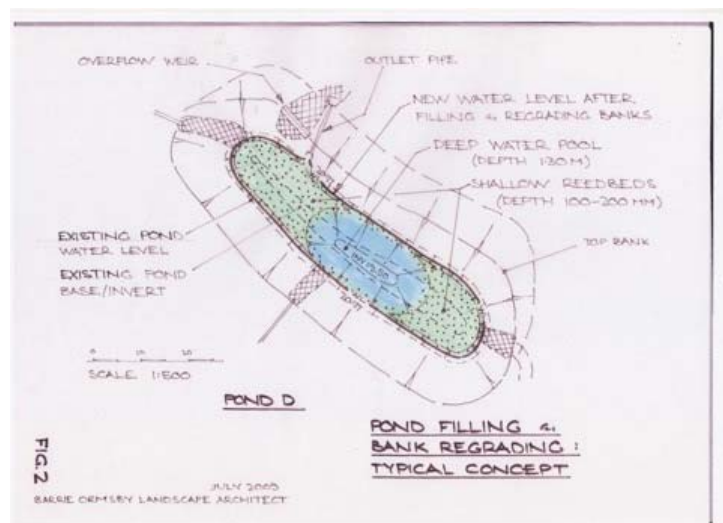 OVERFLOW WEIR
OUTLET PIPE
NEW WATER LEVEL AFTER
FILLING & REGRADING BANKS
DEEP WATER POOL
(DEPTH 1·30 M)
SHALLOW REEDBEDS
(DEPTH 100-200 MM)
EXISTING POND
WATER LEVEL
TOP BANK
EXISTING POND
BASE/INVERT
SCALE 1:500
POND D
POND FILLING &
BANK REGRADING :
TYPICAL CONCEPT
FIG. 2
BARRIE ORMSBY LANDSCAPE ARCHITECT